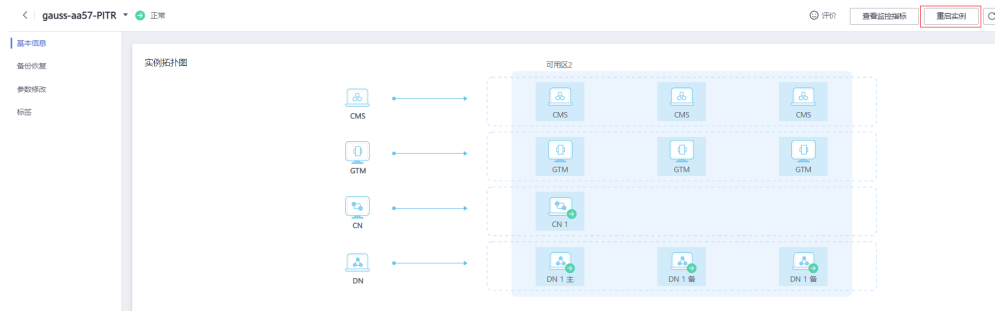 gauss-aa57-PITR 正常 评价 查看监控指标 重启实例
基本信息
备份恢复
参数修改
标签
实例拓扑图
可用区2
CMS CMS CMS CMS
GTM GTM GTM GTM
CN CN 1
DN DN 1 主 DN 1 备 DN 1 备